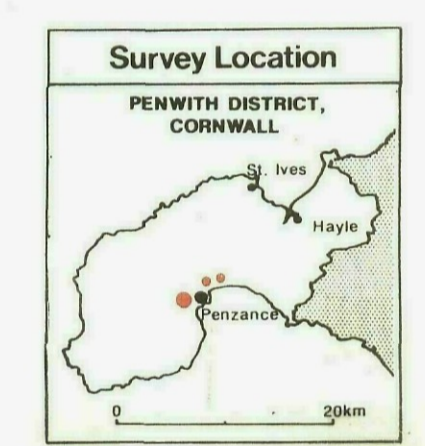 Survey Location
PENWITH DISTRICT,
CORNWALL
St. Ives
Hayle
Penzance
0 20km